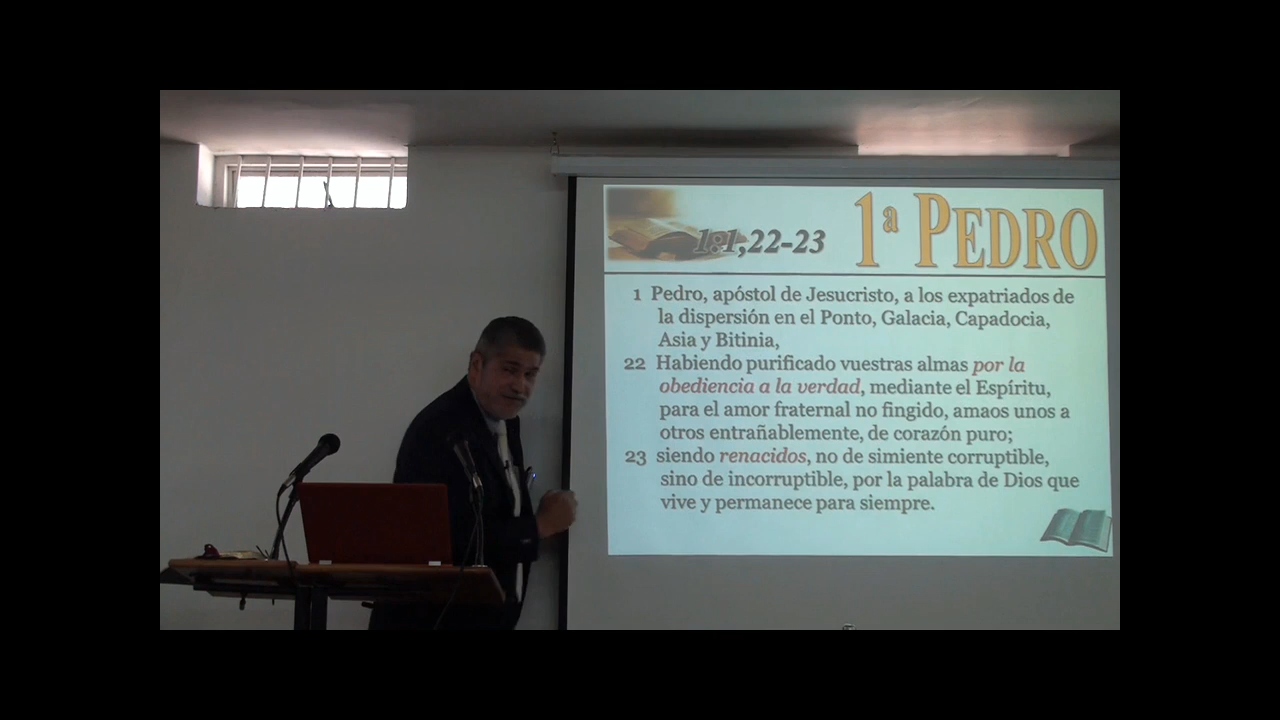 1:1,22-23
1ª PEDRO
1 Pedro, apóstol de Jesucristo, a los expatriados de
la dispersión en el Ponto, Galacia, Capadocia,
Asia y Bitinia,
22 Habiendo purificado vuestras almas por la
obediencia a la verdad, mediante el Espíritu,
para el amor fraternal no fingido, amaos unos a
otros entrañablemente, de corazón puro;
23 siendo renacidos, no de simiente corruptible,
sino de incorruptible, por la palabra de Dios que
vive y permanece para siempre.